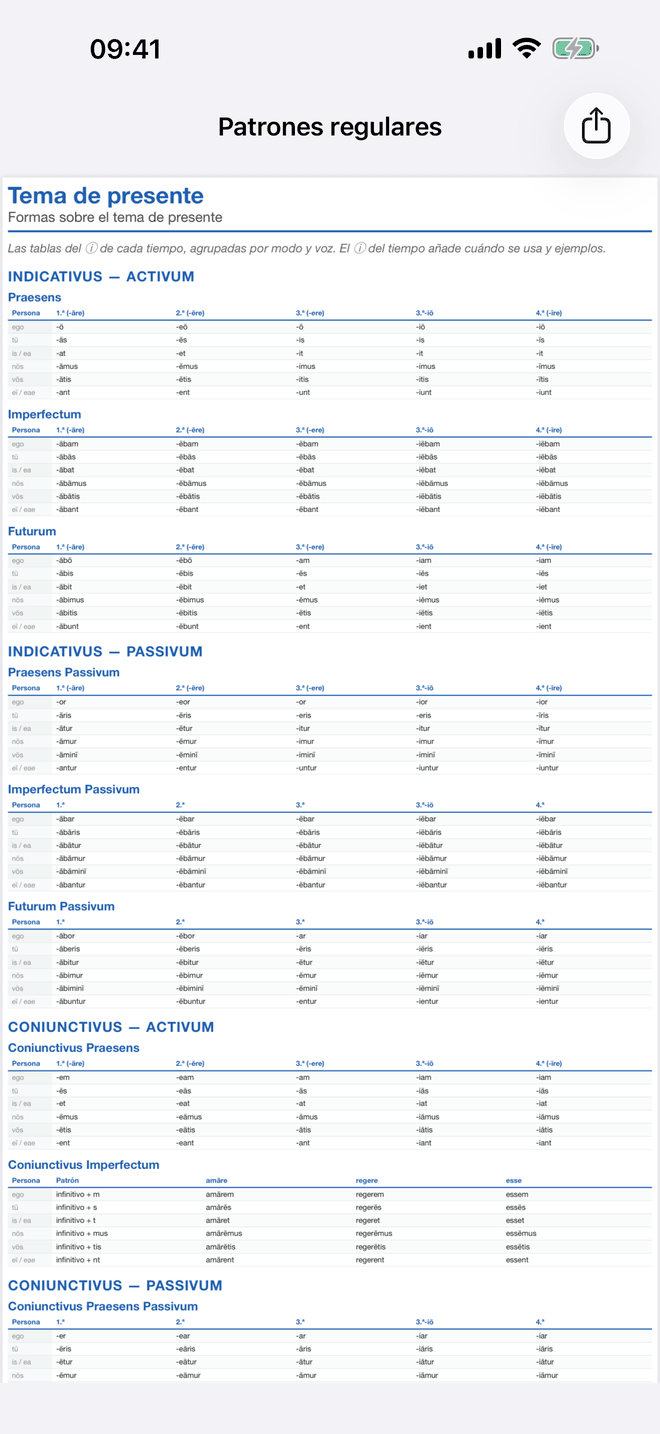 09:41
Patrones regulares
Tema de presente
Formas sobre el tema de presente
Las tablas del ⓘ de cada tiempo, agrupadas por modo y voz. El ⓘ del tiempo añade cuándo se usa y ejemplos.
INDICATIVUS — ACTIVUM
Praesens
Persona 1.ª (-āre) 2.ª (-ēre) 3.ª (-ere) 3.ª-iō 4.ª (-īre)
ego -ō -eō -ō -iō -iō
tū -ās -ēs -is -is -īs
is / ea -at -et -it -it -it
nōs -āmus -ēmus -imus -imus -īmus
vōs -ātis -ētis -itis -itis -ītis
eī / eae -ant -ent -unt -iunt -iunt
Imperfectum
Persona 1.ª (-āre) 2.ª (-ēre) 3.ª (-ere) 3.ª-iō 4.ª (-īre)
ego -ābam -ēbam -ēbam -iēbam -iēbam
tū -ābās -ēbās -ēbās -iēbās -iēbās
is / ea -ābat -ēbat -ēbat -iēbat -iēbat
nōs -ābāmus -ēbāmus -ēbāmus -iēbāmus -iēbāmus
vōs -ābātis -ēbātis -ēbātis -iēbātis -iēbātis
eī / eae -ābant -ēbant -ēbant -iēbant -iēbant
Futurum
Persona 1.ª (-āre) 2.ª (-ēre) 3.ª (-ere) 3.ª-iō 4.ª (-īre)
ego -ābō -ēbō -am -iam -iam
tū -ābis -ēbis -ēs -iēs -iēs
is / ea -ābit -ēbit -et -iet -iet
nōs -ābimus -ēbimus -ēmus -iēmus -iēmus
vōs -ābitis -ēbitis -ētis -iētis -iētis
eī / eae -ābunt -ēbunt -ent -ient -ient
INDICATIVUS — PASSIVUM
Praesens Passivum
Persona 1.ª (-āre) 2.ª (-ēre) 3.ª (-ere) 3.ª-iō 4.ª (-īre)
ego -or -eor -or -ior -ior
tū -āris -ēris -eris -eris -īris
is / ea -ātur -ētur -itur -itur -ītur
nōs -āmur -ēmur -imur -imur -īmur
vōs -āminī -ēminī -iminī -iminī -īminī
eī / eae -antur -entur -untur -iuntur -iuntur
Imperfectum Passivum
Persona 1.ª 2.ª 3.ª 3.ª-iō 4.ª
ego -ābar -ēbar -ēbar -iēbar -iēbar
tū -ābāris -ēbāris -ēbāris -iēbāris -iēbāris
is / ea -ābātur -ēbātur -ēbātur -iēbātur -iēbātur
nōs -ābāmur -ēbāmur -ēbāmur -iēbāmur -iēbāmur
vōs -ābāminī -ēbāminī -ēbāminī -iēbāminī -iēbāminī
eī / eae -ābantur -ēbantur -ēbantur -iēbantur -iēbantur
Futurum Passivum
Persona 1.ª 2.ª 3.ª 3.ª-iō 4.ª
ego -ābor -ēbor -ar -iar -iar
tū -āberis -ēberis -ēris -iēris -iēris
is / ea -ābitur -ēbitur -ētur -iētur -iētur
nōs -ābimur -ēbimur -ēmur -iēmur -iēmur
vōs -ābiminī -ēbiminī -ēminī -iēminī -iēminī
eī / eae -ābuntur -ēbuntur -entur -ientur -ientur
CONIUNCTIVUS — ACTIVUM
Coniunctivus Praesens
Persona 1.ª (-āre) 2.ª (-ēre) 3.ª (-ere) 3.ª-iō 4.ª (-īre)
ego -em -eam -am -iam -iam
tū -ēs -eās -ās -iās -iās
is / ea -et -eat -at -iat -iat
nōs -ēmus -eāmus -āmus -iāmus -iāmus
vōs -ētis -eātis -ātis -iātis -iātis
eī / eae -ent -eant -ant -iant -iant
Coniunctivus Imperfectum
Persona Patrón amāre regere esse
ego infinitivo + m amārem regerem essem
tū infinitivo + s amārēs regerēs essēs
is / ea infinitivo + t amāret regeret esset
nōs infinitivo + mus amārēmus regerēmus essēmus
vōs infinitivo + tis amārētis regerētis essētis
eī / eae infinitivo + nt amārent regerent essent
CONIUNCTIVUS — PASSIVUM
Coniunctivus Praesens Passivum
Persona 1.ª 2.ª 3.ª 3.ª-iō 4.ª
ego -er -ear -ar -iar -iar
tū -ēris -eāris -āris -iāris -iāris
is / ea -ētur -eātur -ātur -iātur -iātur
nōs -ēmur -eāmur -āmur -iāmur -iāmur